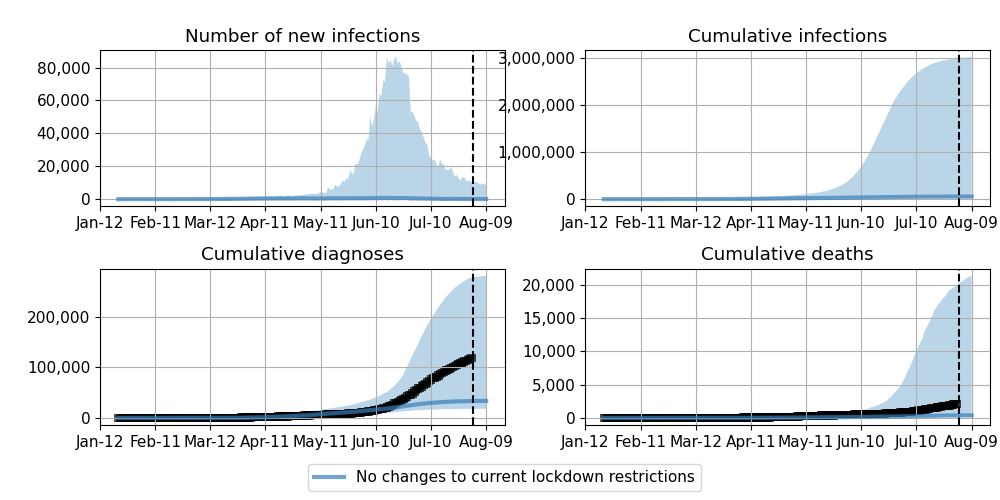 Number of new infections
80,000
60,000
40,000
20,000
0
Jan-12 Feb-11 Mar-12 Apr-11 May-11 Jun-10 Jul-10 Aug-09
Cumulative infections
3,000,000
2,000,000
1,000,000
0
Jan-12 Feb-11 Mar-12 Apr-11 May-11 Jun-10 Jul-10 Aug-09
Cumulative diagnoses
200,000
100,000
0
Jan-12 Feb-11 Mar-12 Apr-11 May-11 Jun-10 Jul-10 Aug-09
Cumulative deaths
20,000
15,000
10,000
5,000
0
Jan-12 Feb-11 Mar-12 Apr-11 May-11 Jun-10 Jul-10 Aug-09
No changes to current lockdown restrictions